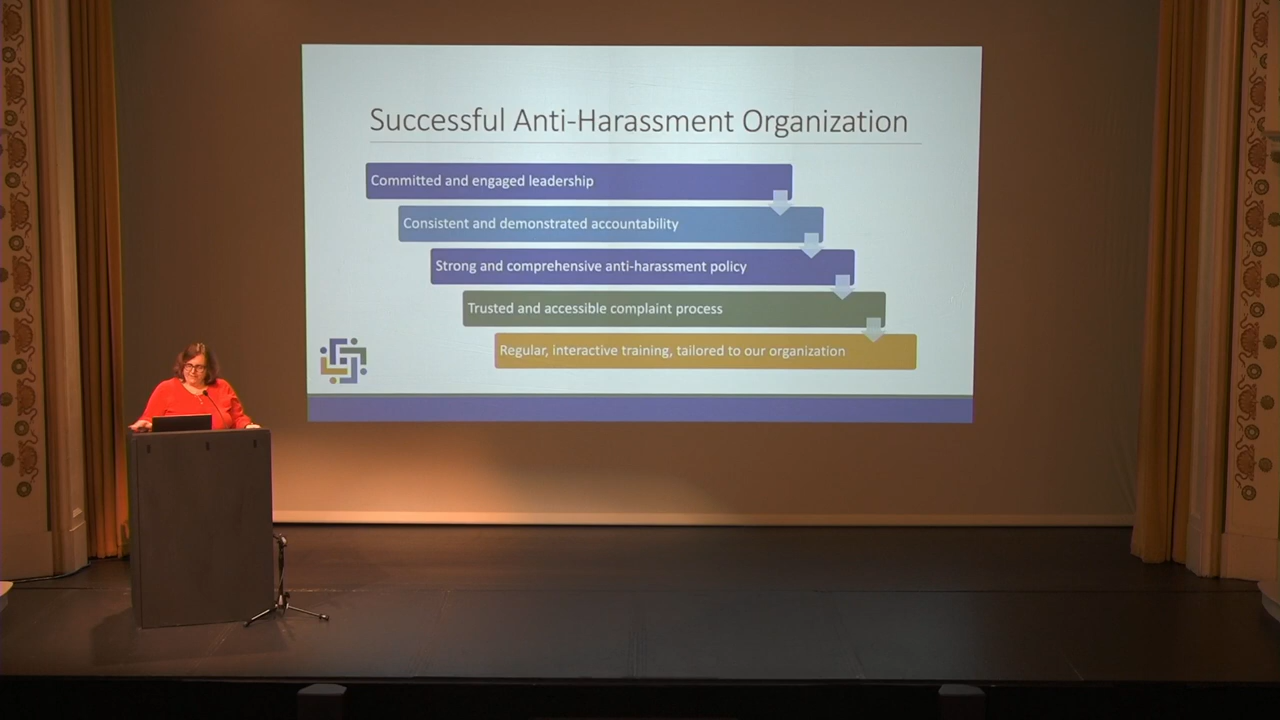 Successful Anti-Harassment Organization
Committed and engaged leadership
Consistent and demonstrated accountability
Strong and comprehensive anti-harassment policy
Trusted and accessible complaint process
Regular, interactive training, tailored to our organization